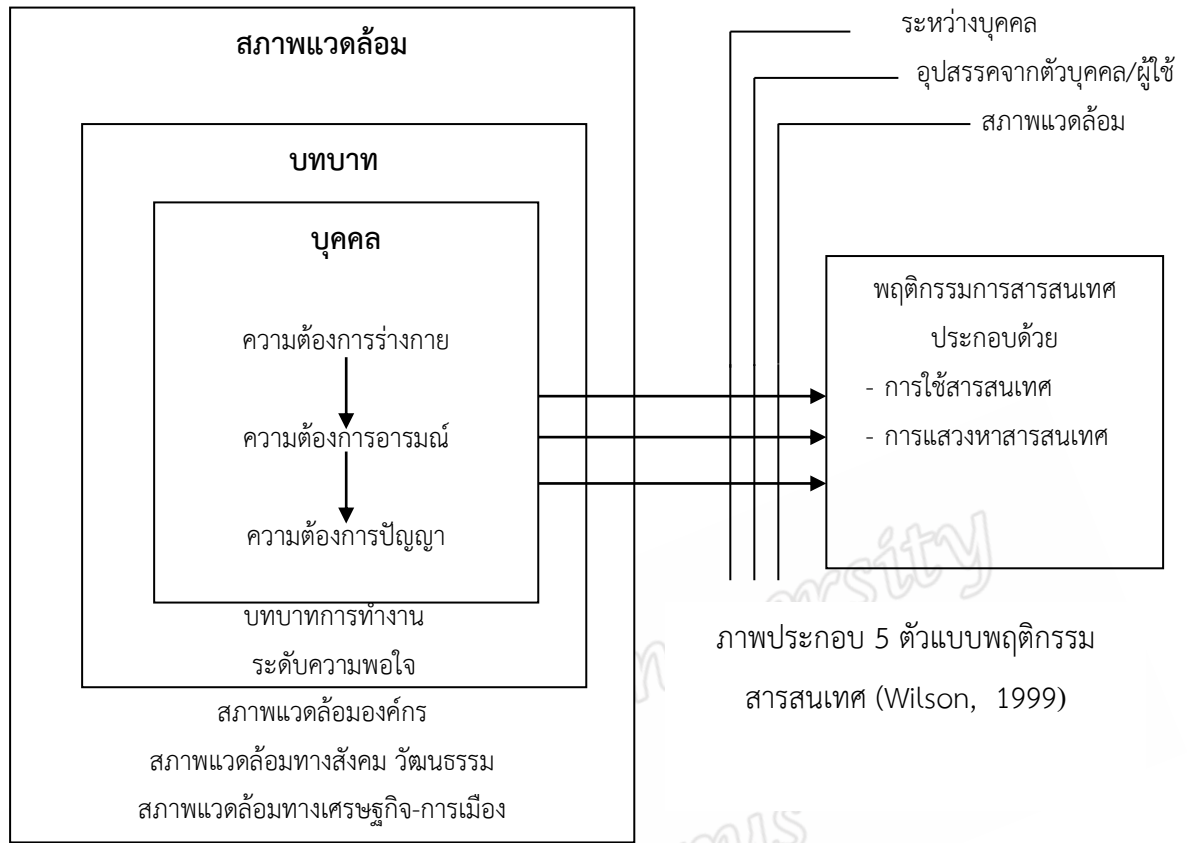 สภาพแวดล้อม
บทบาท
บุคคล
ความต้องการร่างกาย
ความต้องการอารมณ์
ความต้องการปัญญา
บทบาทการทำงาน
ระดับความพอใจ
สภาพแวดล้อมองค์กร
สภาพแวดล้อมทางสังคม วัฒนธรรม
สภาพแวดล้อมทางเศรษฐกิจ-การเมือง
ระหว่างบุคคล
อุปสรรคจากตัวบุคคล/ผู้ใช้
สภาพแวดล้อม
พฤติกรรมการสารสนเทศ
ประกอบด้วย
- การใช้สารสนเทศ
- การแสวงหาสารสนเทศ
ภาพประกอบ 5 ตัวแบบพฤติกรรม
สารสนเทศ (Wilson, 1999)